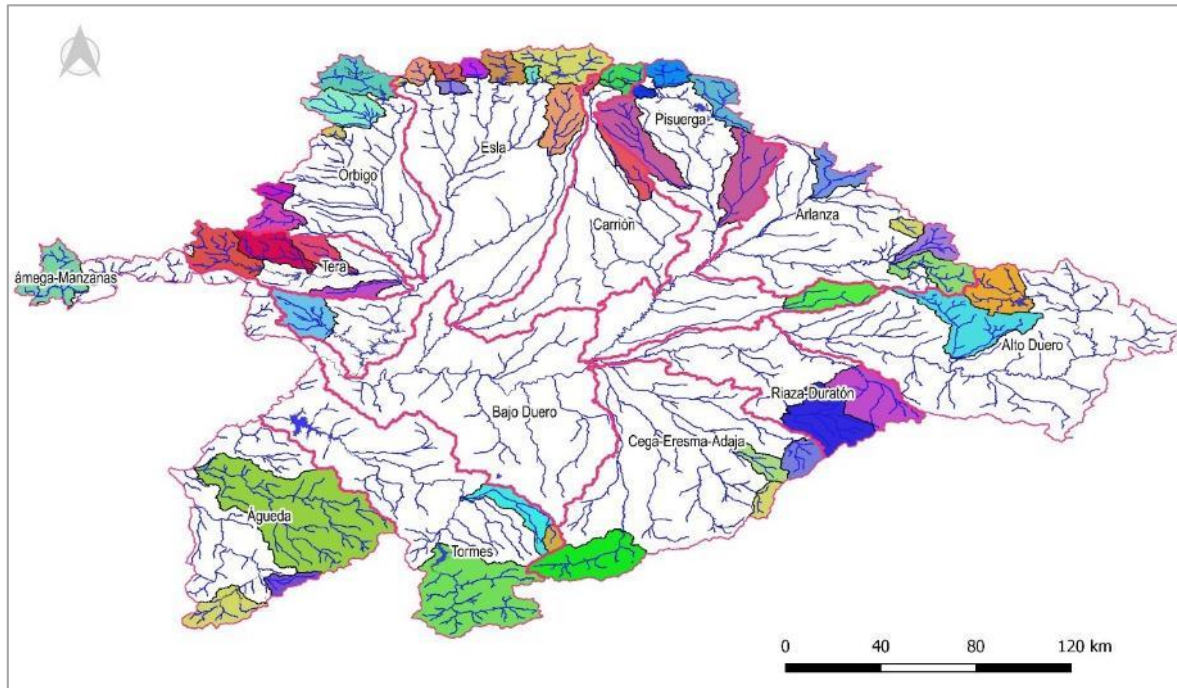 Pisuerga
Esla
Orbigo
Arlanza
Carrión
Tera
ámega-Manzanas
Alto Duero
Riaza-Duratón
Bajo Duero
Cega-Eresma-Adaja
Águeda
Tormes
0 40 80 120 km